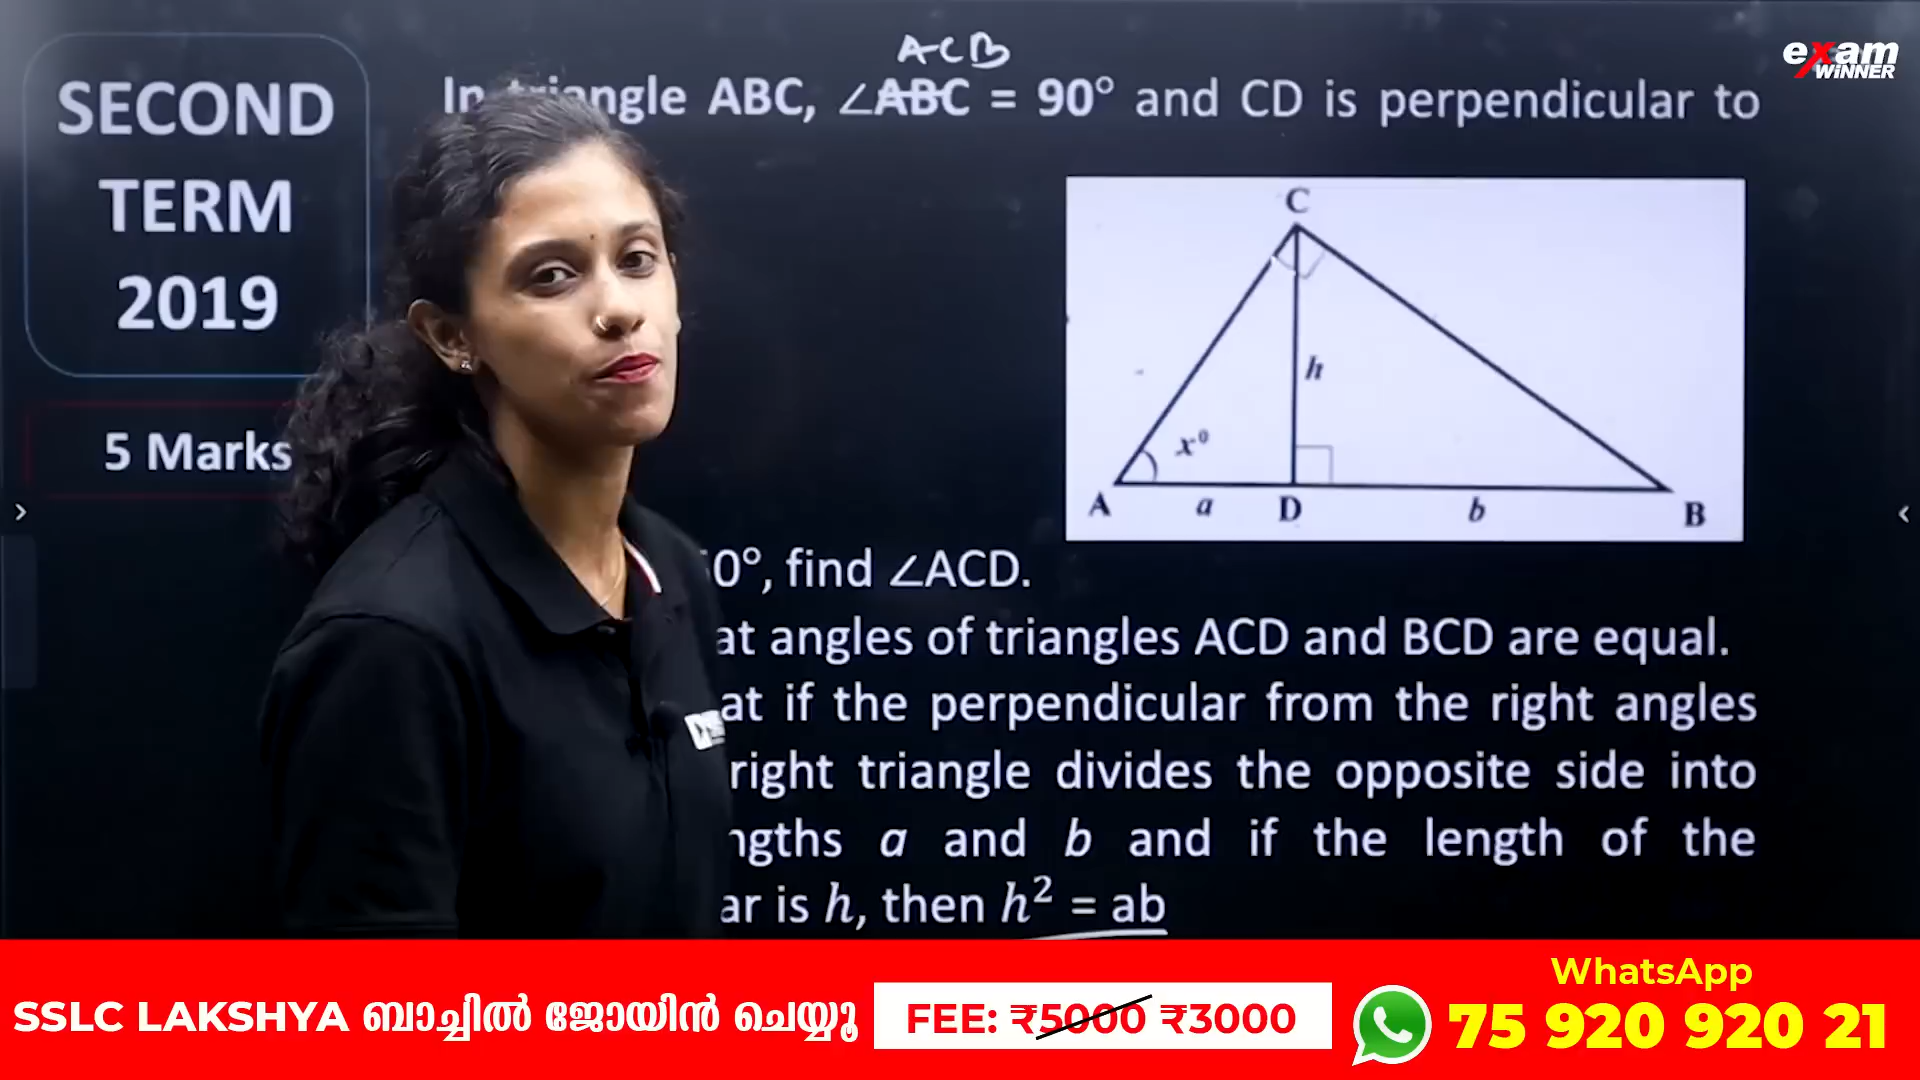 ACB
exam
WINNER
SECOND
TERM
2019
5 Marks
In triangle ABC, ∠ABC = 90° and CD is perpendicular to
C
h
x⁰
A a D b B
0°, find ∠ACD.
at angles of triangles ACD and BCD are equal.
at if the perpendicular from the right angles
right triangle divides the opposite side into
ngths a and b and if the length of the
ar is h, then h² = ab
SSLC LAKSHYA ബാച്ചിൽ ജോയിൻ ചെയ്യൂ
FEE: ₹5000 ₹3000
WhatsApp
75 920 920 21